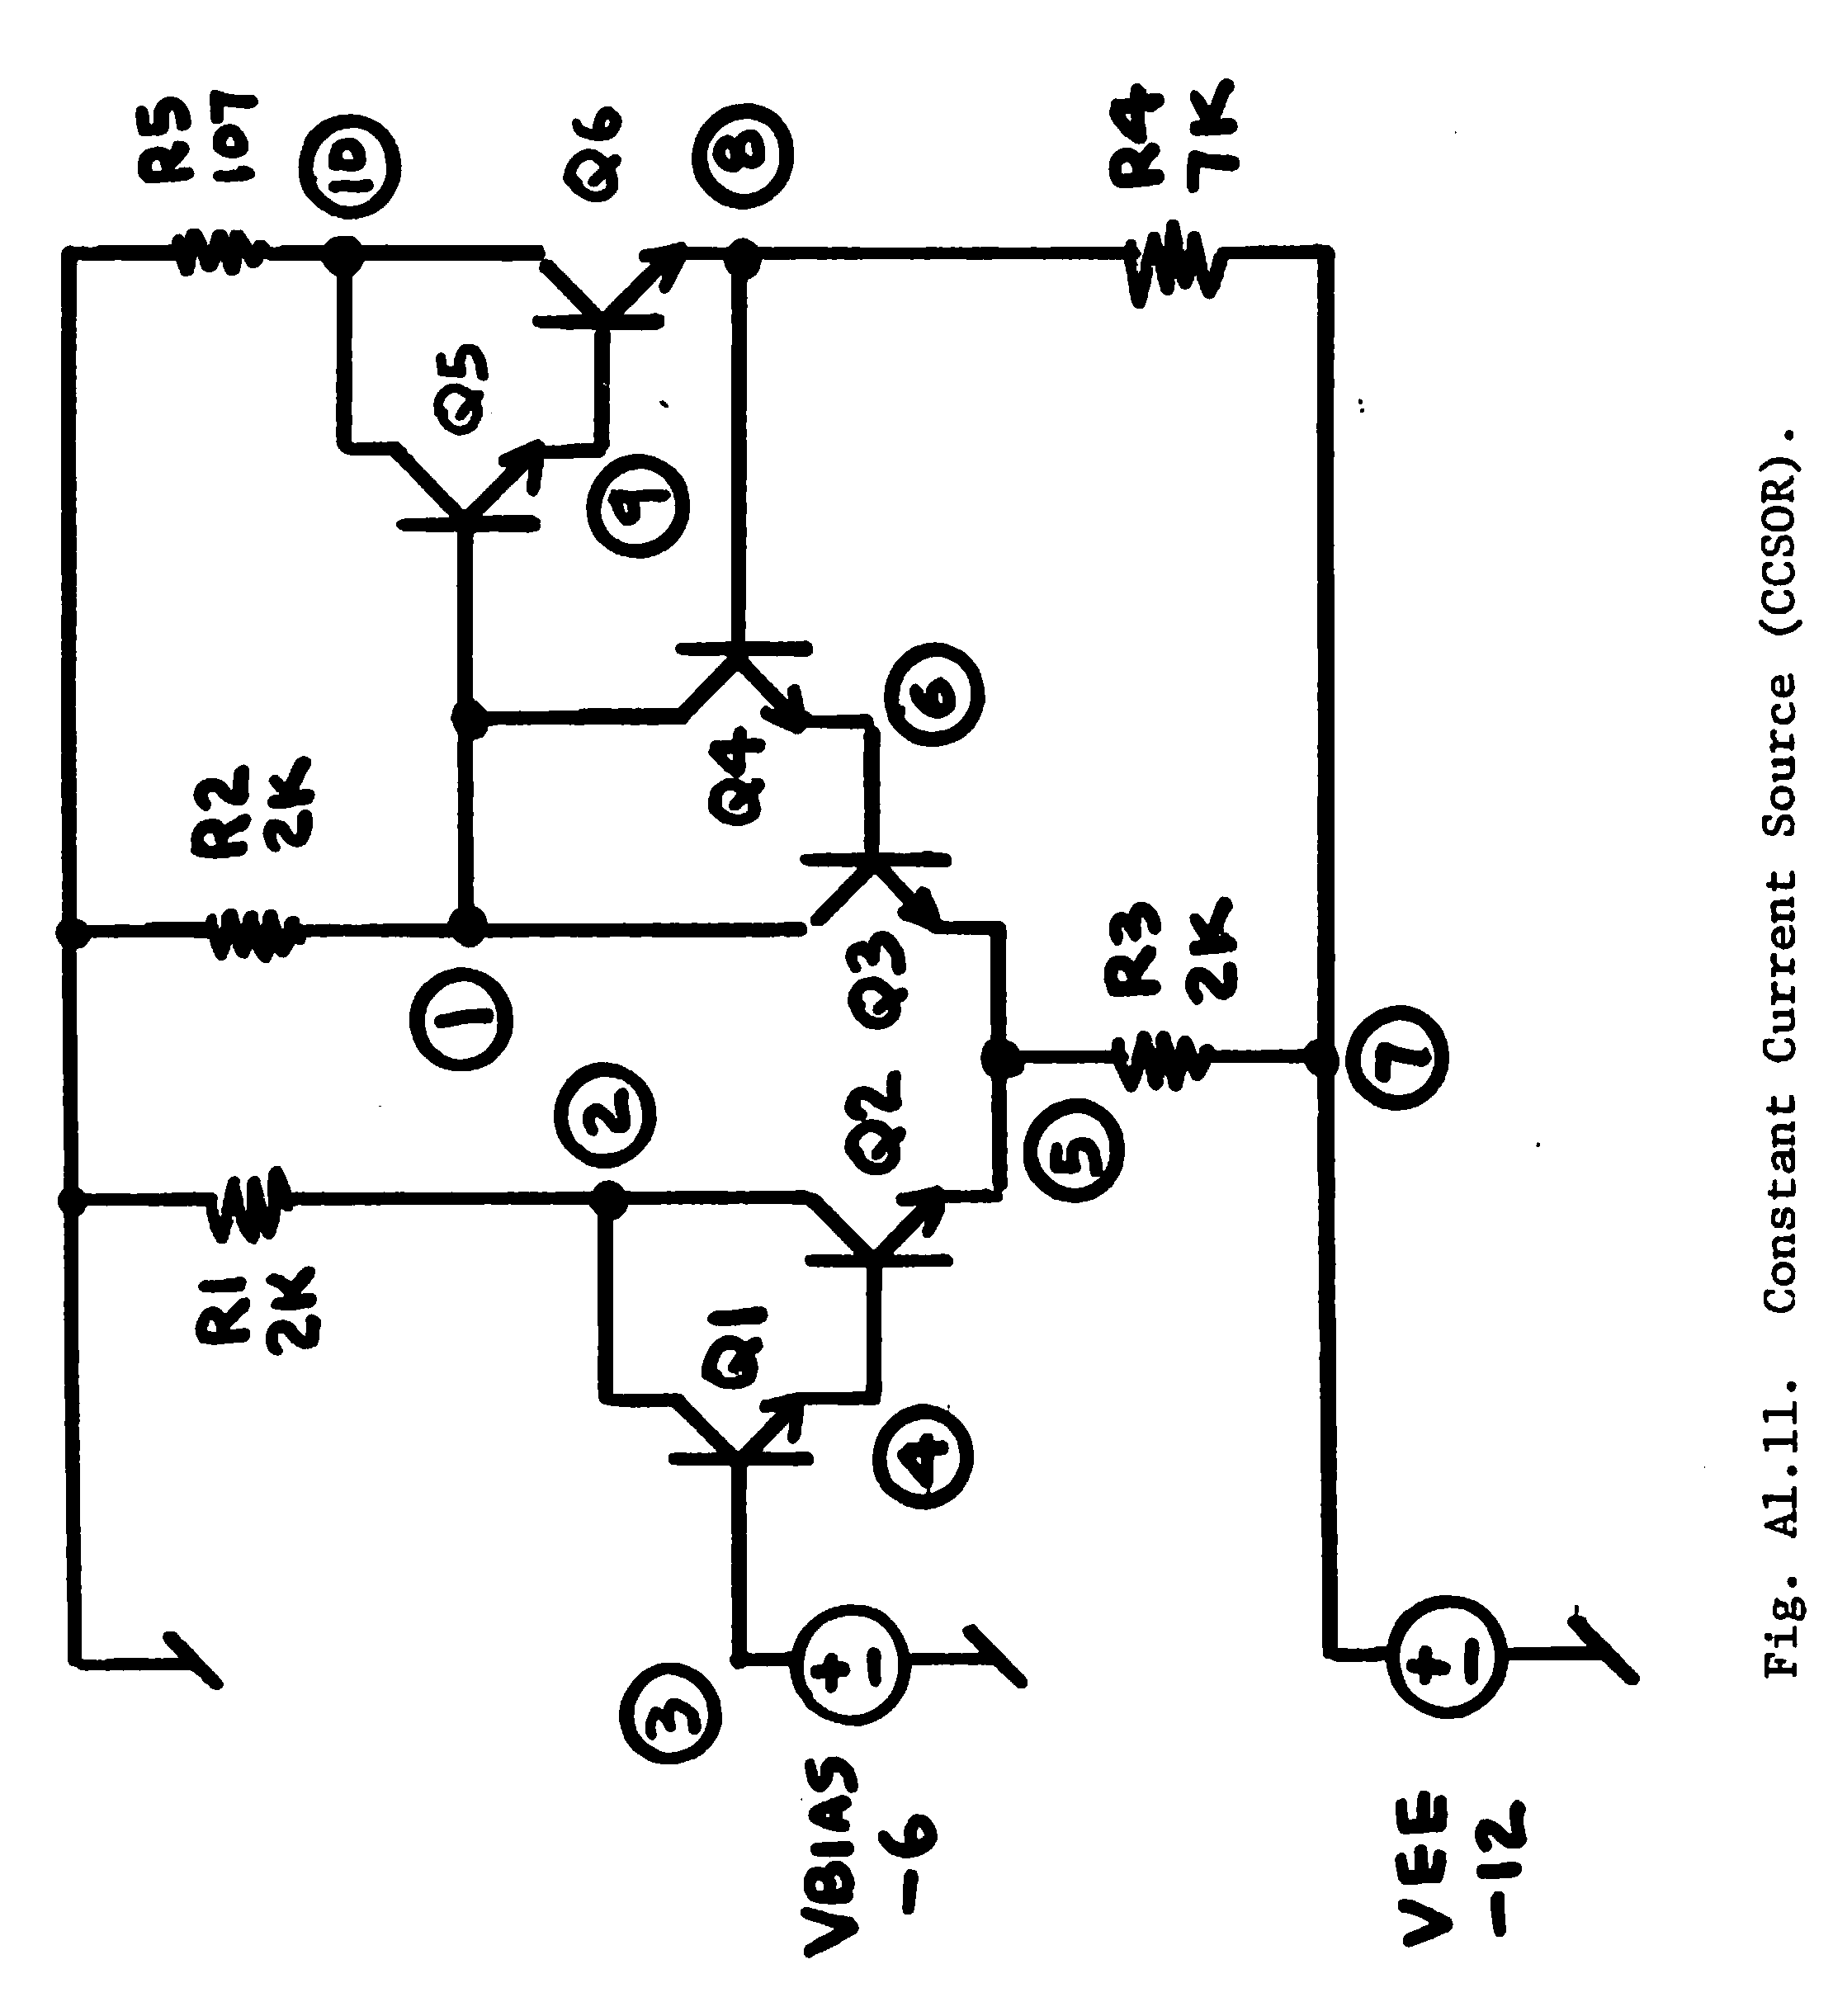 R5
107
R1
2K
R2
2K
10
1
Q5
2
Q6
9
3
Q1
Q4
8
VBIAS
-6
4
Q2
Q3
6
5
R3
2K
R4
7K
7
VEE
-12
Fig. A1.11. Constant Current Source (CCSOR).